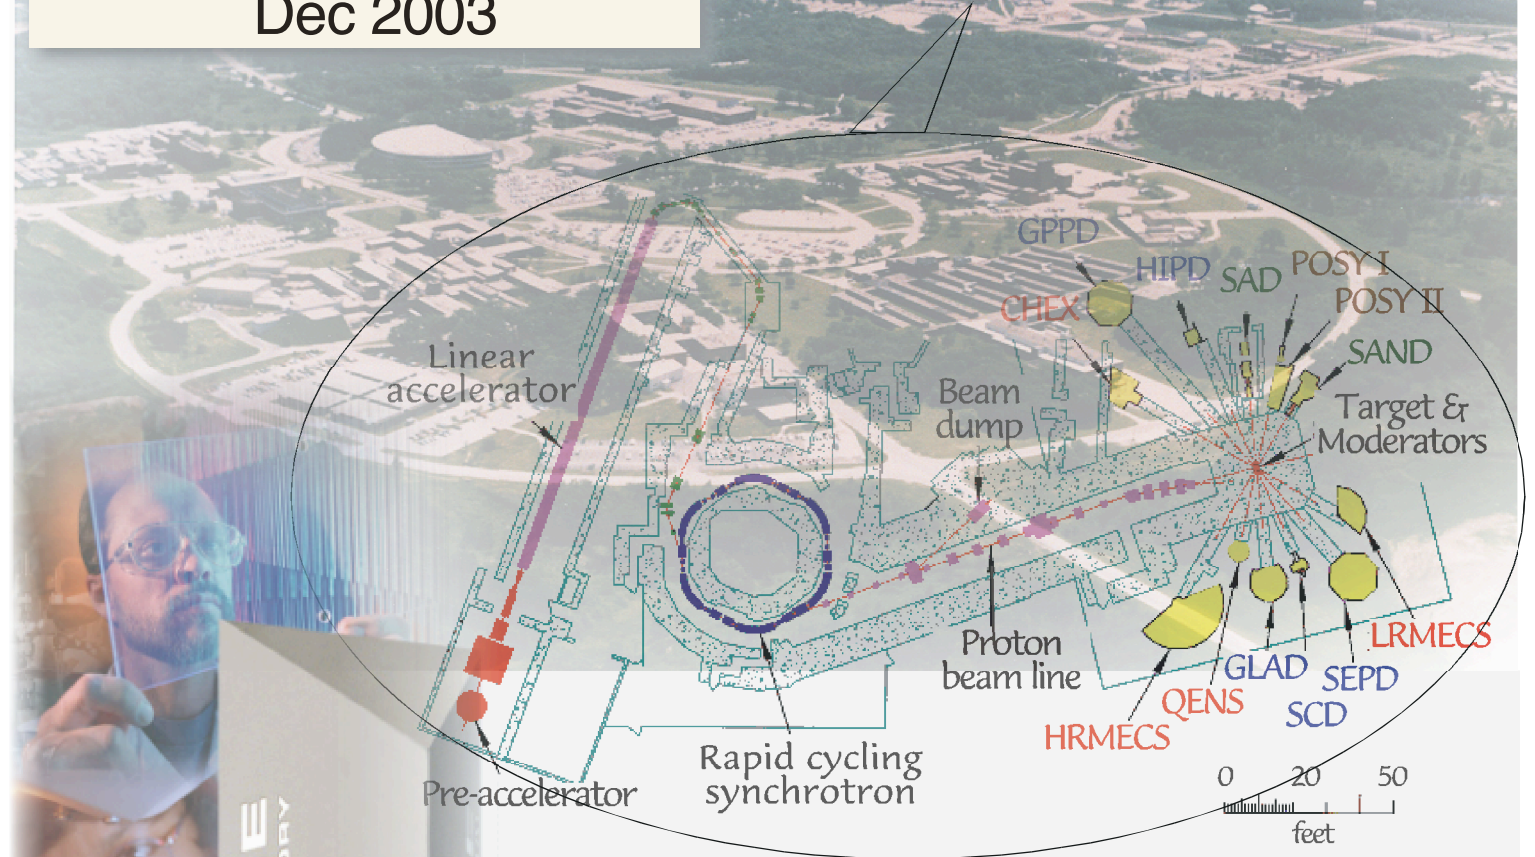 Dec 2003
GPPD
HIPD
SAD
POSY I
POSY II
CHEX
SAND
Linear
accelerator
Beam
dump
Target &
Moderators
Proton
beam line
LRMECS
GLAD
SEPD
QENS
SCD
HRMECS
Rapid cycling
synchrotron
Pre-accelerator
0 20 50
feet
E